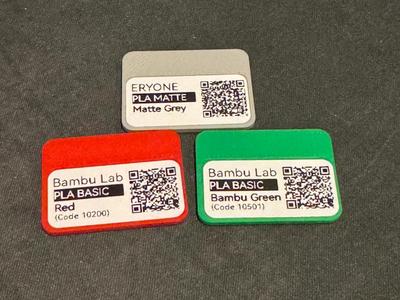 ERYONE
PLA MATTE
Matte Grey
Bambu Lab
PLA BASIC
Red
(Code 10200)
Bambu Lab
PLA BASIC
Bambu Green
(Code 10501)